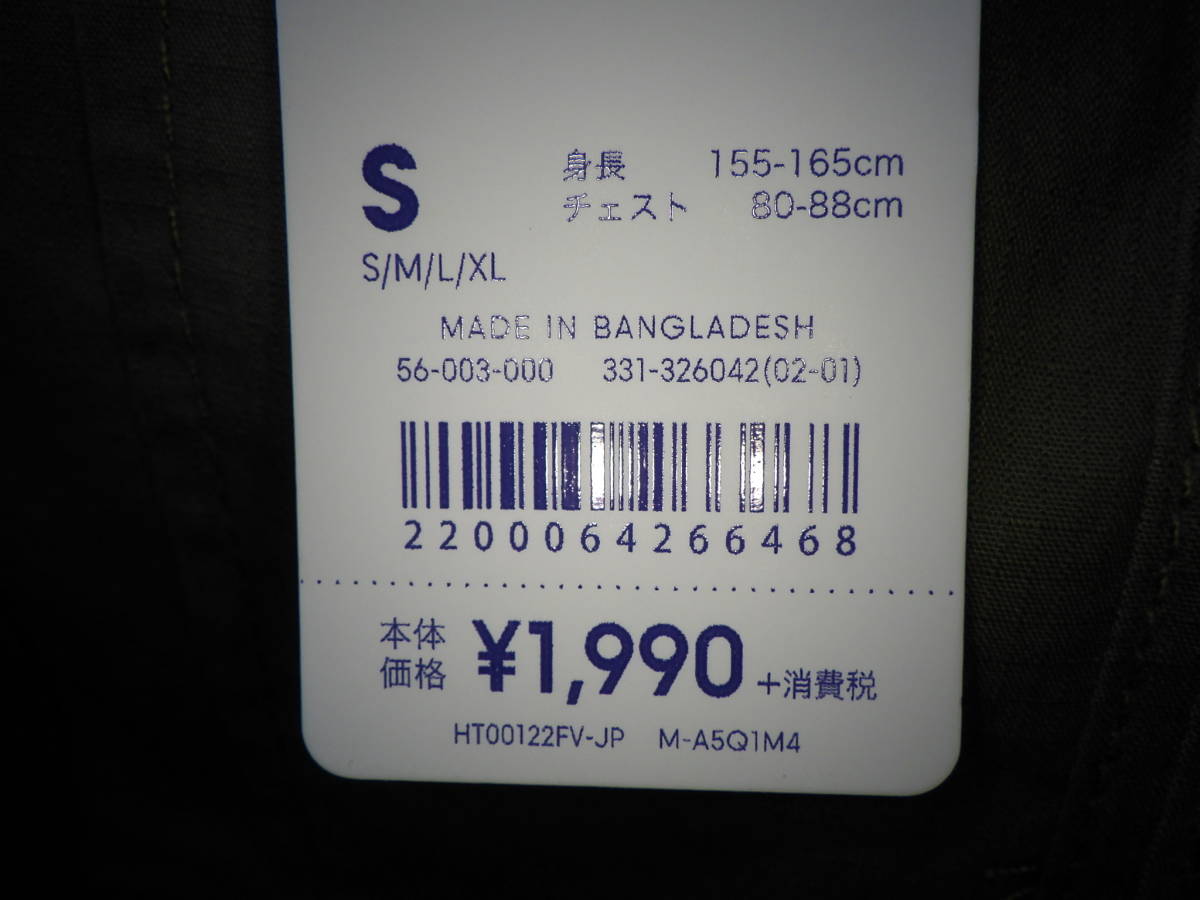 S 身長 155-165cm
チェスト 80-88cm
S/M/L/XL
MADE IN BANGLADESH
56-003-000 331-326042(02-01)
2200064266468
本体
価格 ¥1,990 +消費税
HT00122FV-JP M-A5Q1M4